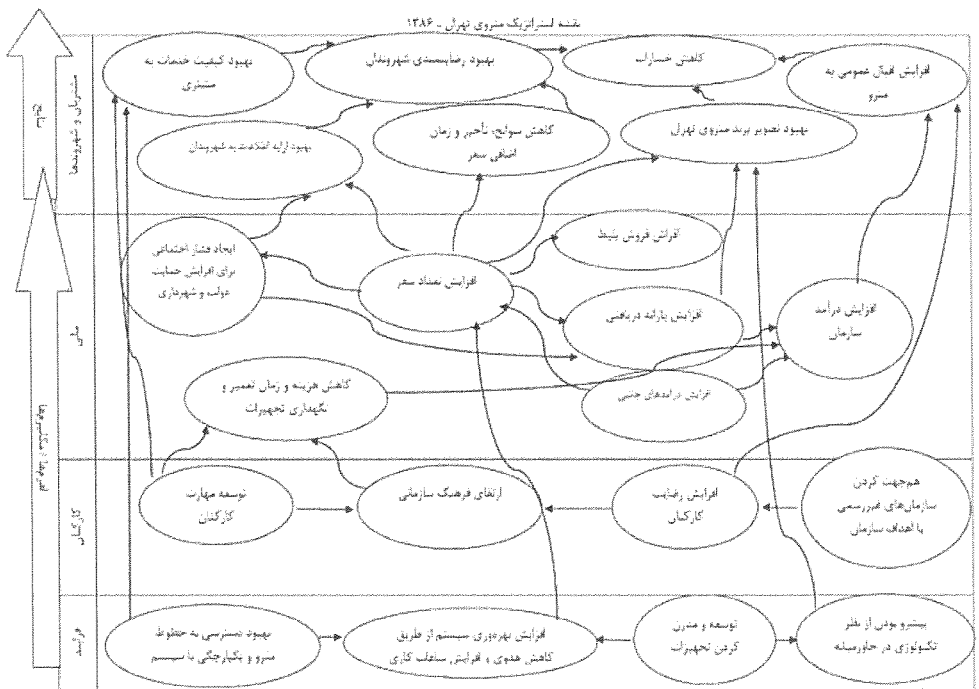 نقشه استراتژیک متروی تهران ـ ۱۳۸۶
نتایج
مشتریان و شهروندها
افزایش اقبال عمومی به
مترو
کاهش خسارات
بهبود رضایتمندی شهروندان
بهبود کیفیت خدمات به
مشتری
بهبود تصویر برند متروی تهران
کاهش سوانح، تأخیر و زمان
اضافی سفر
بهبود ارایه اطلاعات به شهروندان
مالی
افزایش فروش بلیط
افزایش تعداد سفر
ایجاد فشار اجتماعی
برای افزایش حمایت
دولت و شهرداری
افزایش درآمد
سازمان
افزایش یارانه دریافتی
افزایش درآمدهای جنبی
کاهش هزینه و زمان تعمیر و
نگهداری تجهیزات
کارکنان
هم‌جهت کردن
سازمان‌های غیررسمی
با اهداف سازمان
افزایش رضایت
کارکنان
ارتقای فرهنگ سازمانی
توسعه مهارت
کارکنان
فرآیند
پیشرو بودن از نظر
تکنولوژی در خاورمیانه
توسعه و مدرن
کردن تجهیزات
افزایش بهره‌وری سیستم از طریق
کاهش هدوی و افزایش ساعات کاری
بهبود دسترسی به خطوط
مترو و یکپارچگی با سیستم